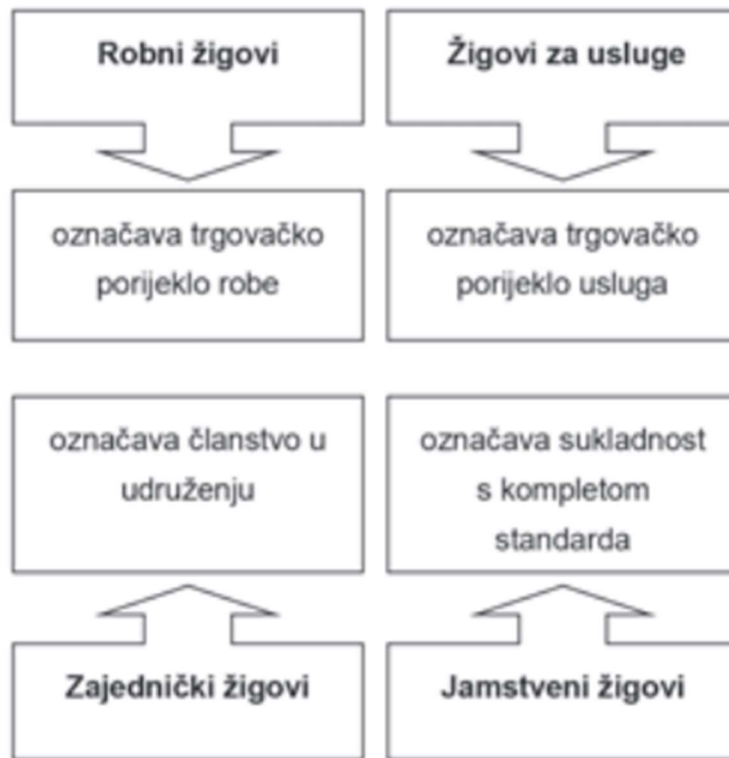 Robni žigovi
Žigovi za usluge
označava trgovačko
porijeklo robe
označava trgovačko
porijeklo usluga
označava članstvo u
udruženju
označava sukladnost
s kompletom
standarda
Zajednički žigovi
Jamstveni žigovi